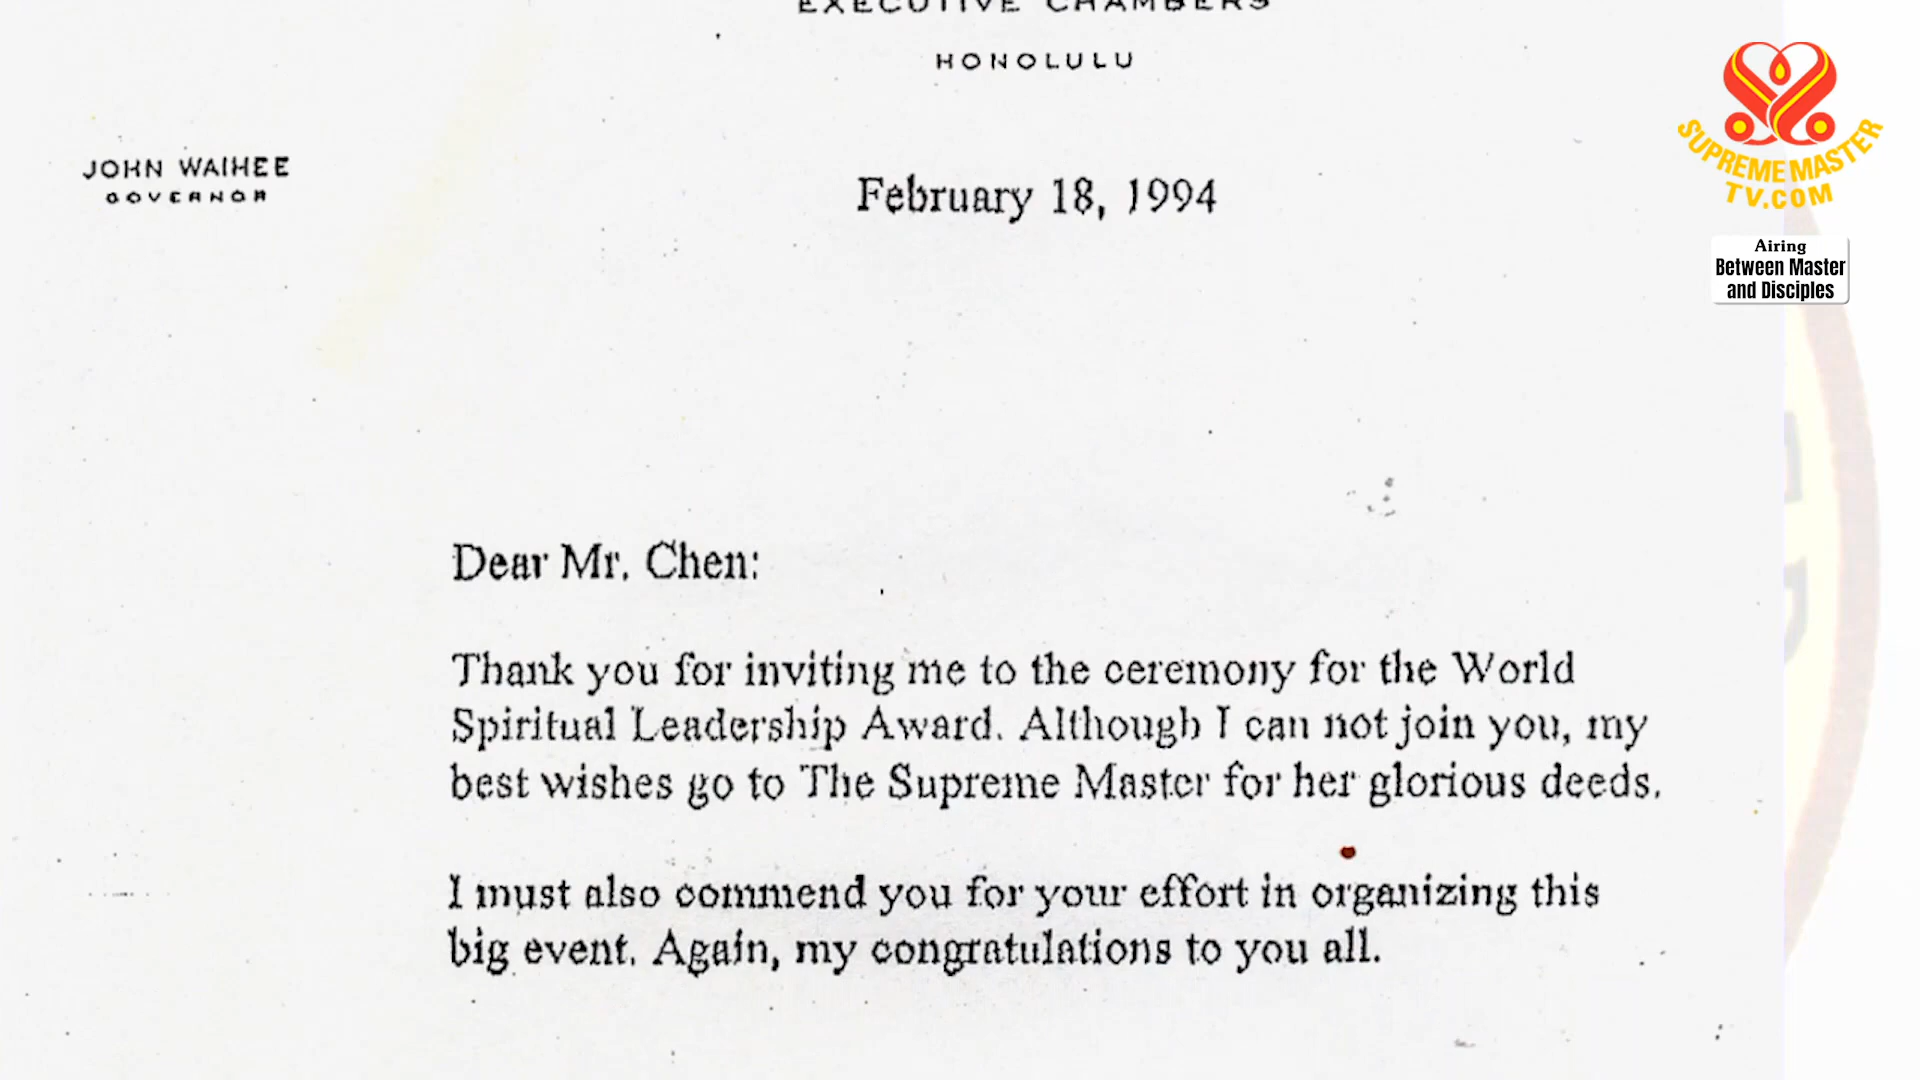 EXECUTIVE CHAMBERS
HONOLULU
JOHN WAIHEE
GOVERNOR
February 18, 1994
SUPREME MASTER
TV.COM
Airing
Between Master
and Disciples
Dear Mr. Chen:
Thank you for inviting me to the ceremony for the World
Spiritual Leadership Award. Although I can not join you, my
best wishes go to The Supreme Master for her glorious deeds.
I must also commend you for your effort in organizing this
big event. Again, my congratulations to you all.